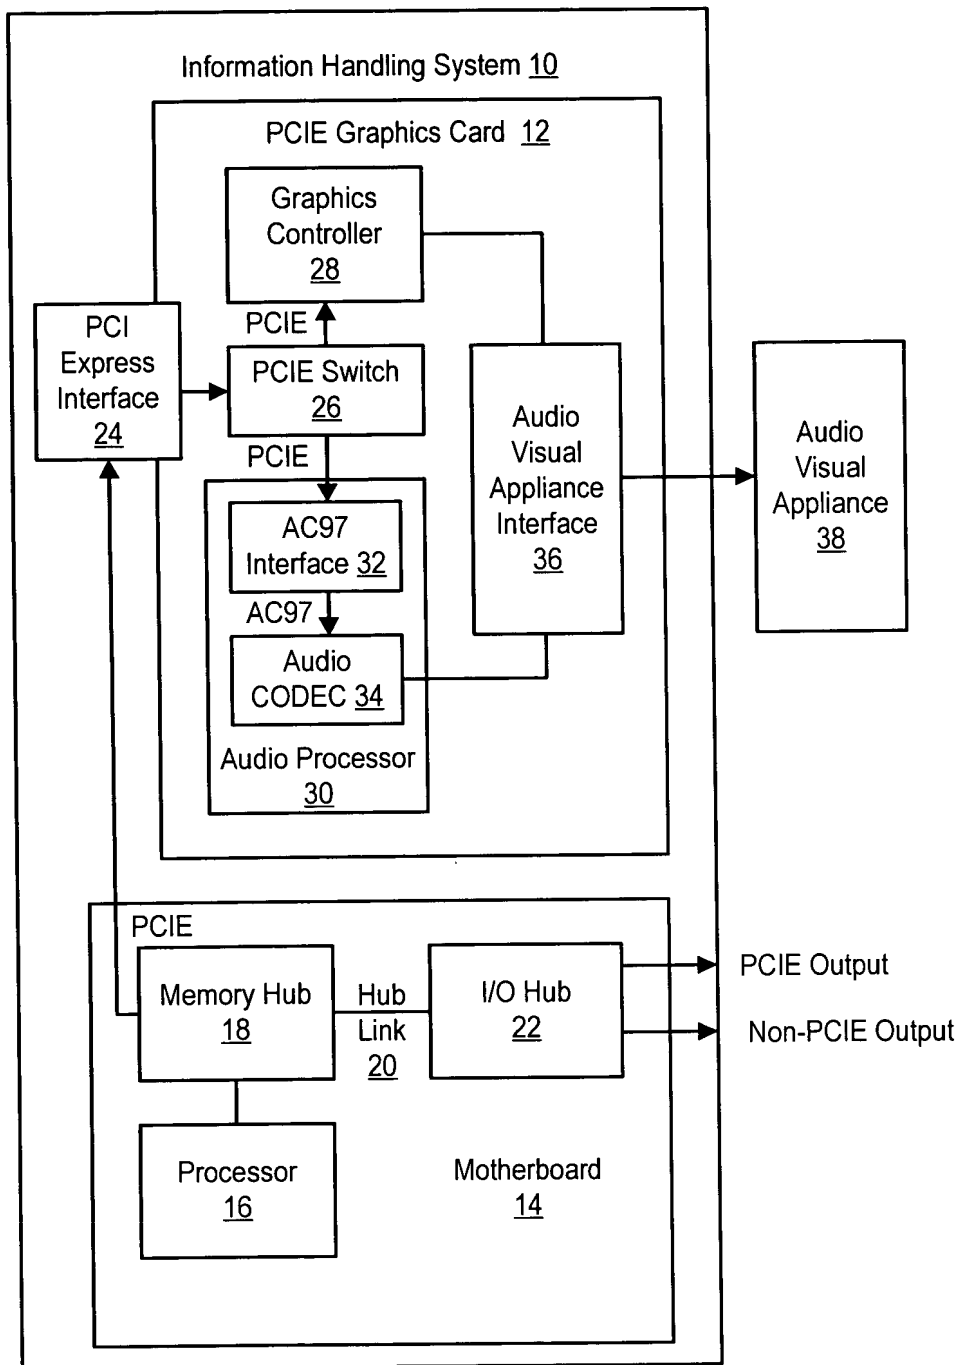 Information Handling System 10
PCIE Graphics Card 12
Graphics
Controller
28
PCIE
PCI
Express
Interface
24
PCIE Switch
26
PCIE
AC97
Interface 32
AC97
Audio
CODEC 34
Audio Processor
30
Audio
Visual
Appliance
Interface
36
Audio
Visual
Appliance
38
PCIE
Memory Hub
18
Hub
Link
20
I/O Hub
22
PCIE Output
Non-PCIE Output
Processor
16
Motherboard
14